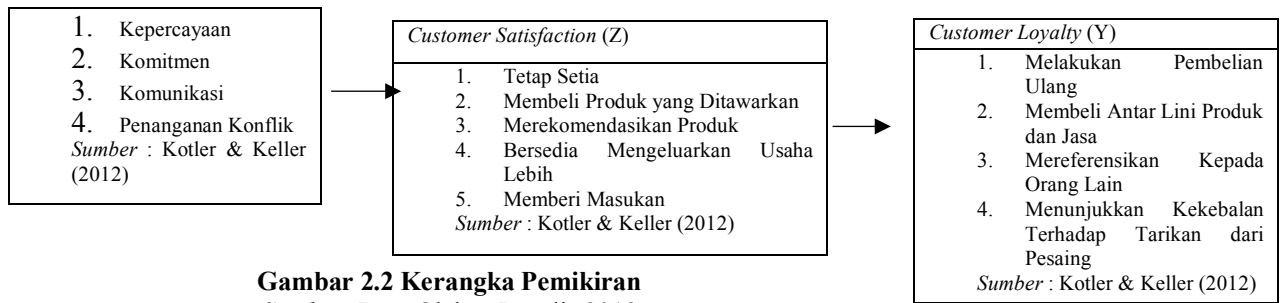 1. Kepercayaan
2. Komitmen
3. Komunikasi
4. Penanganan Konflik
Sumber : Kotler & Keller
(2012)
Customer Satisfaction (Z)
1. Tetap Setia
2. Membeli Produk yang Ditawarkan
3. Merekomendasikan Produk
4. Bersedia Mengeluarkan Usaha
Lebih
5. Memberi Masukan
Sumber : Kotler & Keller (2012)
Customer Loyalty (Y)
1. Melakukan Pembelian
Ulang
2. Membeli Antar Lini Produk
dan Jasa
3. Mereferensikan Kepada
Orang Lain
4. Menunjukkan Kekebalan
Terhadap Tarikan dari
Pesaing
Sumber : Kotler & Keller (2012)
Gambar 2.2 Kerangka Pemikiran